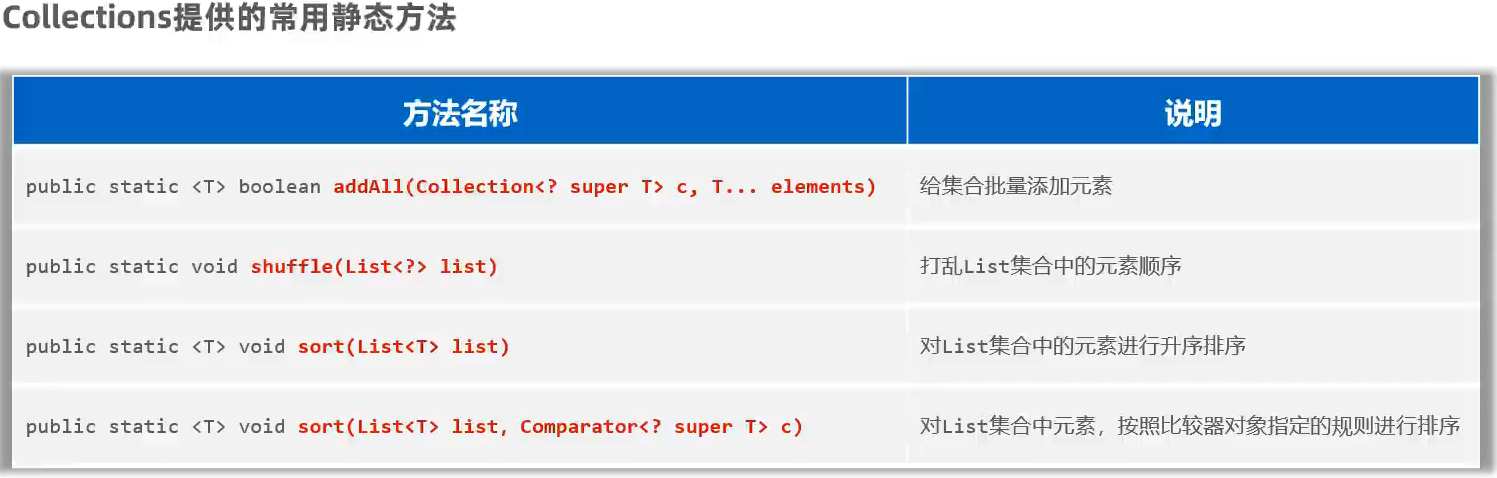 Collections提供的常用静态方法
方法名称 说明
public static <T> boolean addAll(Collection<? super T> c, T... elements) 给集合批量添加元素
public static void shuffle(List<?> list) 打乱List集合中的元素顺序
public static <T> void sort(List<T> list) 对List集合中的元素进行升序排序
public static <T> void sort(List<T> list, Comparator<? super T> c) 对List集合中元素，按照比较器对象指定的规则进行排序